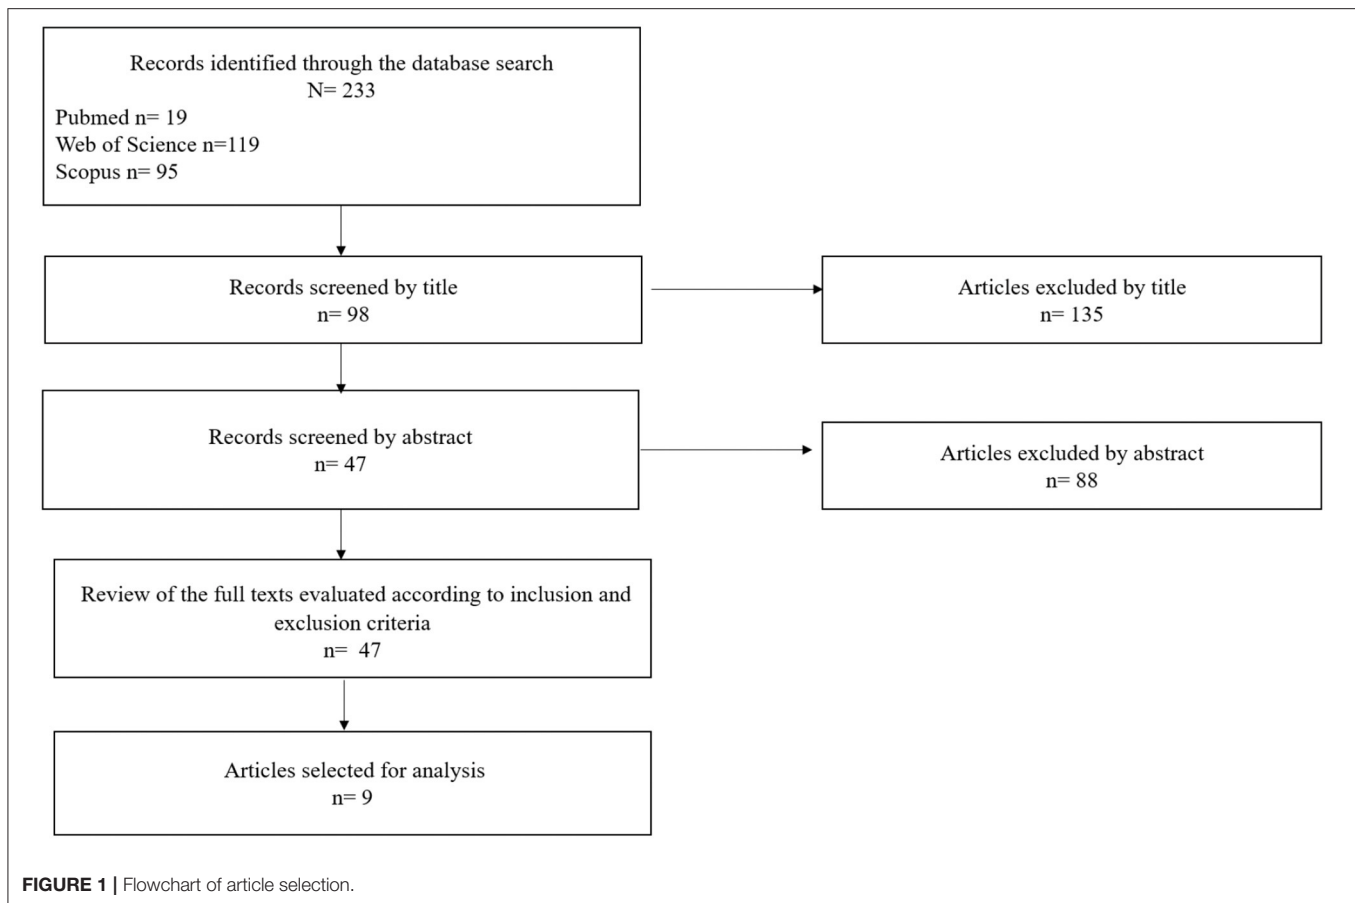 Records identified through the database search
N= 233
Pubmed n= 19
Web of Science n=119
Scopus n= 95
Records screened by title
n= 98
Articles excluded by title
n= 135
Records screened by abstract
n= 47
Articles excluded by abstract
n= 88
Review of the full texts evaluated according to inclusion and
exclusion criteria
n= 47
Articles selected for analysis
n= 9
FIGURE 1 | Flowchart of article selection.